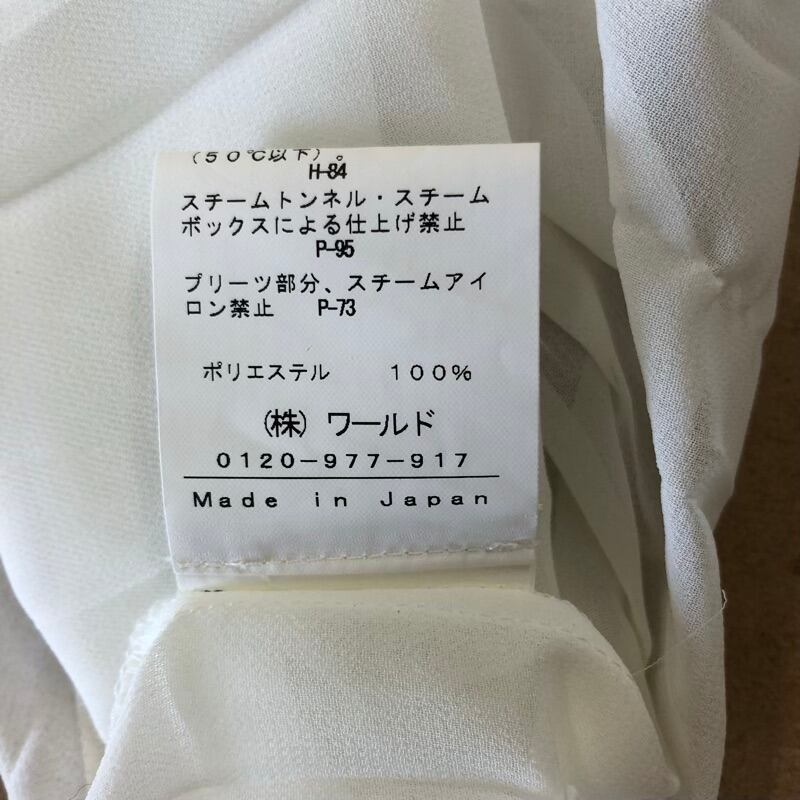 (50℃以下)。
H-84
スチームトンネル・スチーム
ボックスによる仕上げ禁止
P-95
プリーツ部分、スチームアイ
ロン禁止 P-73
ポリエステル 100%
(株)ワールド
0120-977-917
Made in Japan